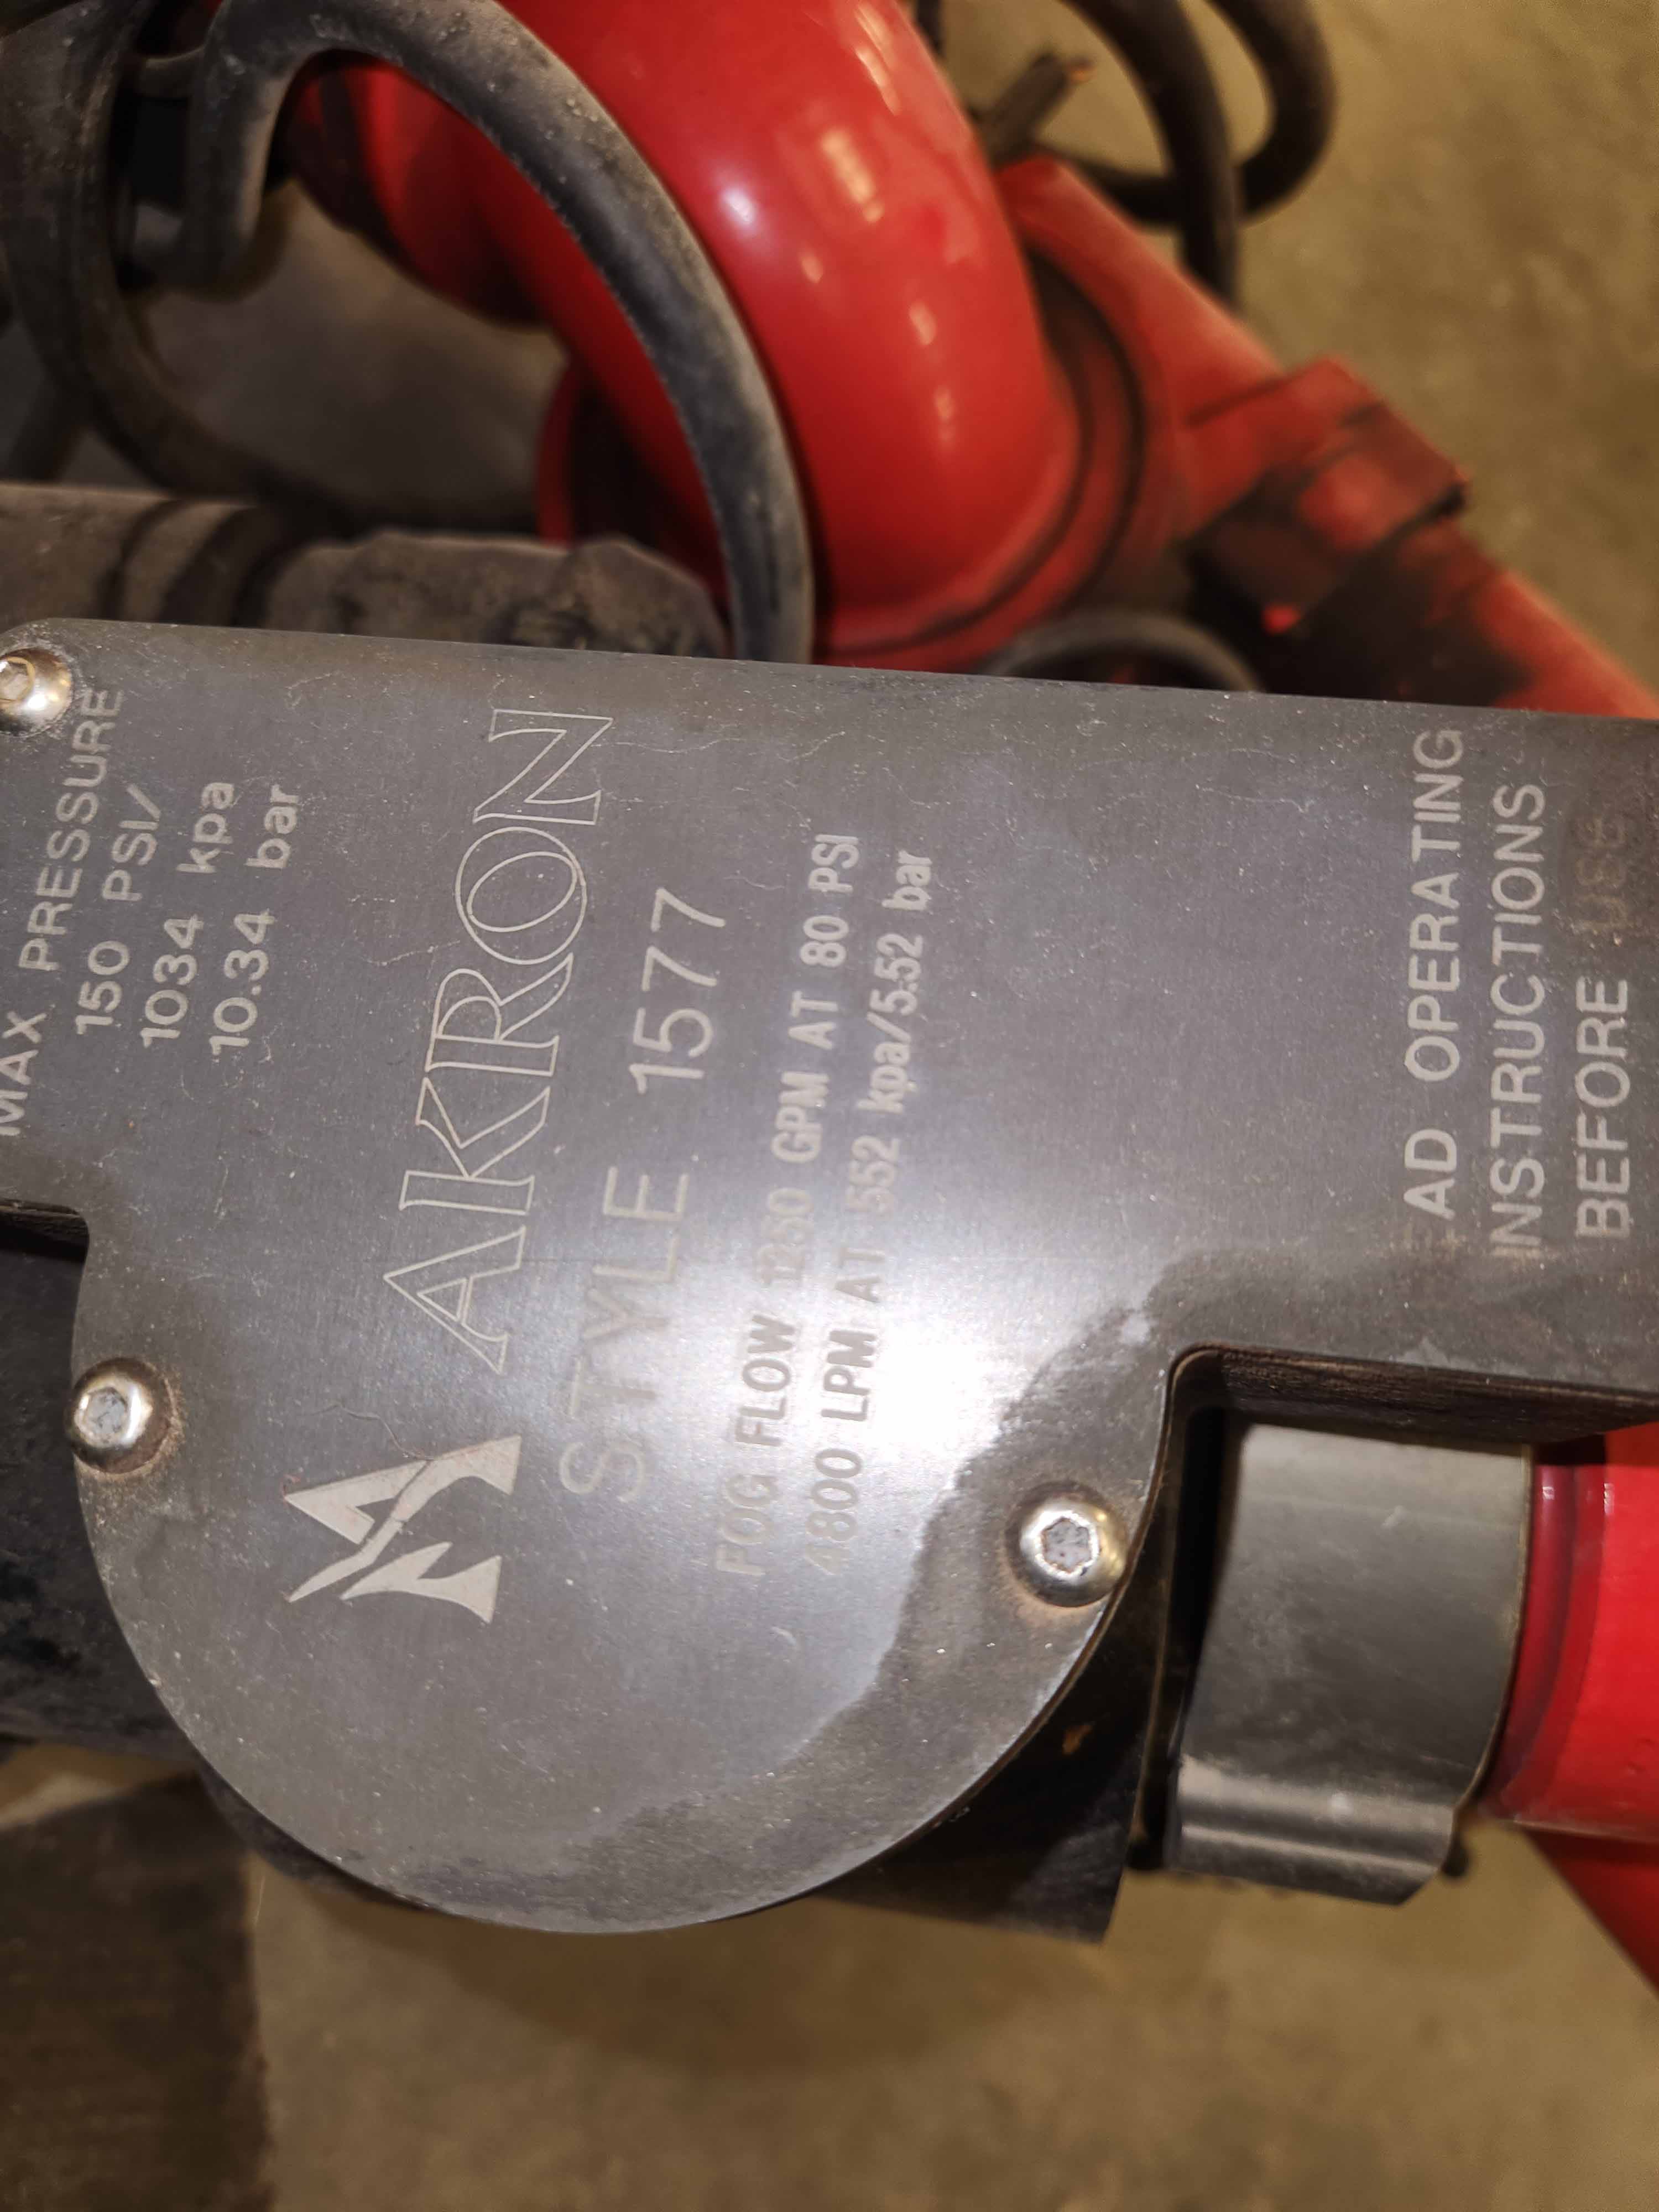 MAX PRESSURE
150 PSI/
1034 kpa
10.34 bar
AKRON
STYLE 1577
FOG FLOW 1250 GPM AT 80 PSI
4800 LPM AT 552 kpa/5.52 bar
AD OPERATING
INSTRUCTIONS
BEFORE USE